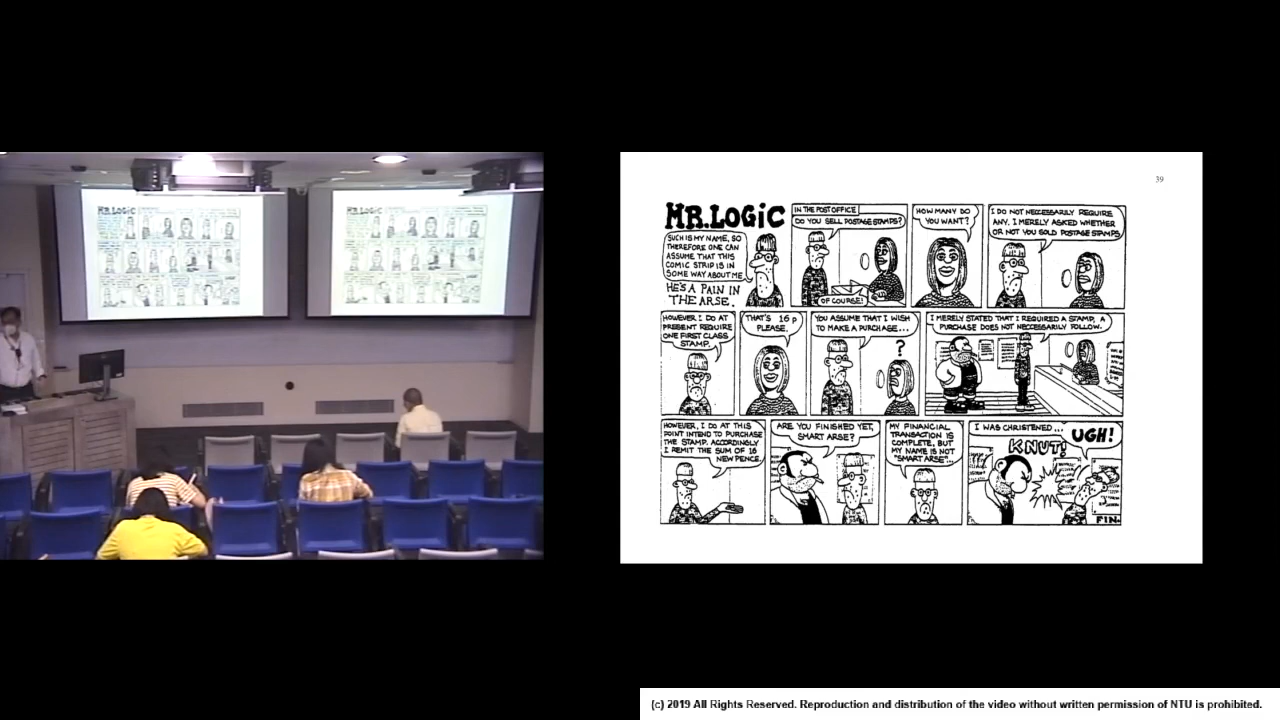 39
MR. LOGIC
SUCH IS MY NAME, SO
THEREFORE ONE CAN
ASSUME THAT THIS
COMIC STRIP IS IN
SOME WAY ABOUT ME.
HE'S A PAIN IN
THE ARSE.
IN THE POST OFFICE
DO YOU SELL POSTAGE STAMPS?
OF COURSE!
HOW MANY DO
YOU WANT?
I DO NOT NECCESSARILY REQUIRE
ANY. I MERELY ASKED WHETHER
OR NOT YOU SOLD POSTAGE STAMPS
HOWEVER I DO AT
PRESENT REQUIRE
ONE FIRST CLASS
STAMP.
THAT'S 16 p
PLEASE.
YOU ASSUME THAT I WISH
TO MAKE A PURCHASE...
?
I MERELY STATED THAT I REQUIRED A STAMP, A
PURCHASE DOES NOT NECCESSARILY FOLLOW.
HOWEVER, I DO AT THIS
POINT INTEND TO PURCHASE
THE STAMP. ACCORDINGLY
I REMIT THE SUM OF 16
NEW PENCE.
ARE YOU FINISHED YET,
SMART ARSE?
MY FINANCIAL
TRANSACTION IS
COMPLETE, BUT
MY NAME IS NOT
"SMART ARSE"...
I WAS CHRISTENED...
KNUT!
UGH!
FIN.
(c) 2019 All Rights Reserved. Reproduction and distribution of the video without written permission of NTU is prohibited.